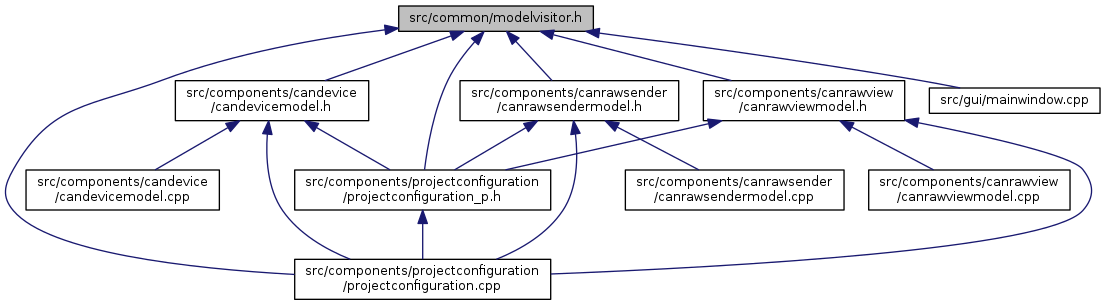 src/common/modelvisitor.h
src/components/candevice
/candevicemodel.h
src/components/canrawsender
/canrawsendermodel.h
src/components/canrawview
/canrawviewmodel.h
src/gui/mainwindow.cpp
src/components/candevice
/candevicemodel.cpp
src/components/projectconfiguration
/projectconfiguration_p.h
src/components/canrawsender
/canrawsendermodel.cpp
src/components/canrawview
/canrawviewmodel.cpp
src/components/projectconfiguration
/projectconfiguration.cpp